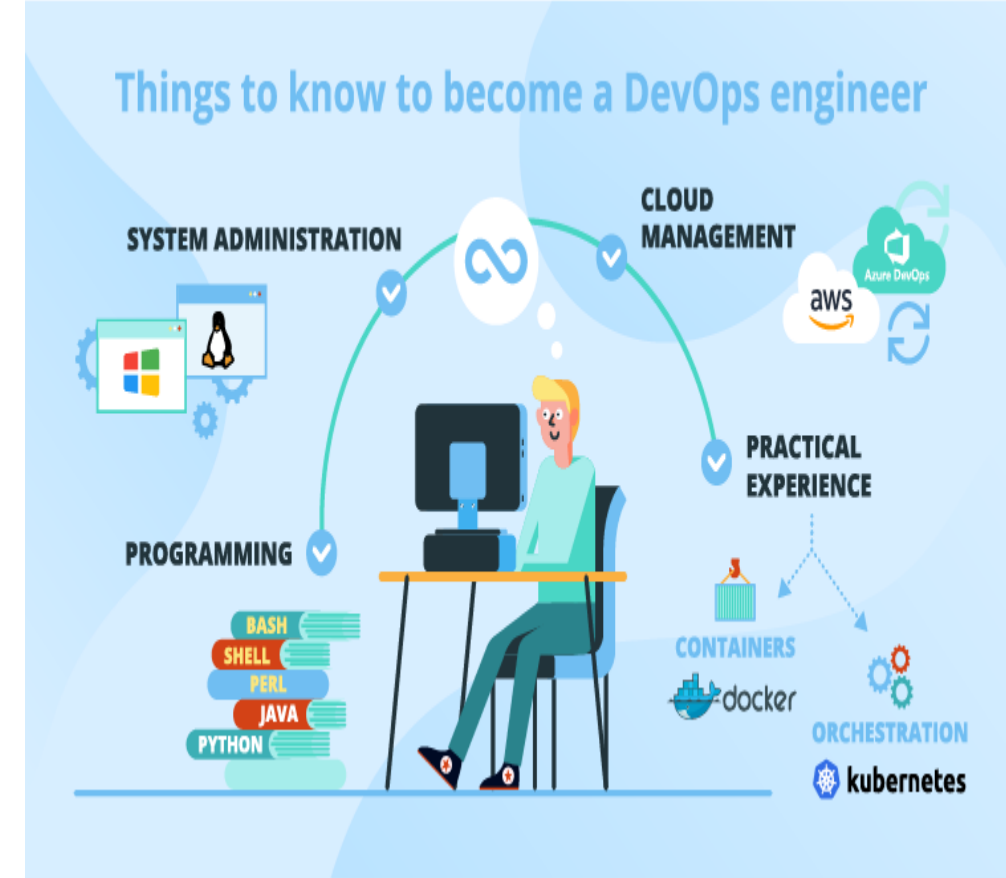 Things to know to become a DevOps engineer
SYSTEM ADMINISTRATION
CLOUD
MANAGEMENT
Azure DevOps
aws
PRACTICAL
EXPERIENCE
PROGRAMMING
BASH
SHELL
PERL
JAVA
PYTHON
CONTAINERS
docker
ORCHESTRATION
kubernetes